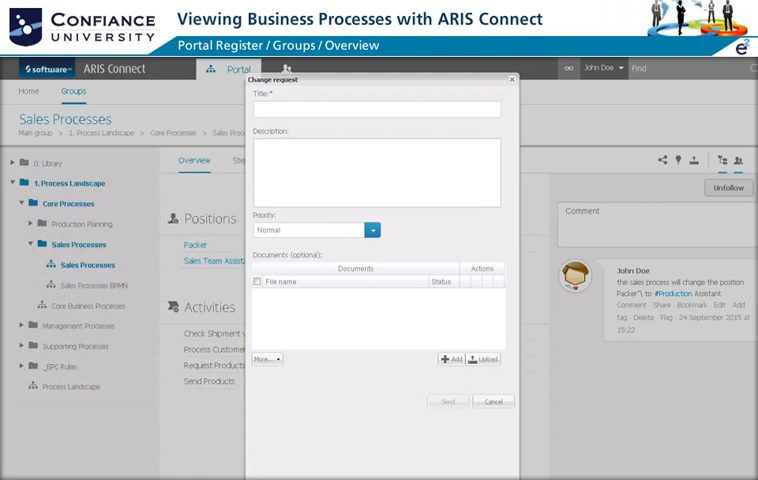 CONFIANCE
UNIVERSITY
Viewing Business Processes with ARIS Connect
Portal Register / Groups / Overview
e²
software AG
ARIS Connect
Portal
John Doe
Find
Home
Groups
Sales Processes
Main group > 1. Process Landscape > Core Processes > Sales Proc
0. Library
1. Process Landscape
Core Processes
Production Planning
Sales Processes
Sales Processes
Sales Processes BPMN
Core Business Processes
Management Processes
Supporting Processes
_EPC Rules
Process Landscape
Overview
Ste
Positions
Packer
Sales Team Assista
Activities
Check Shipment v
Process Customer
Request Products
Send Products
Change request
Title:*
Description:
Priority:
Normal
Documents (optional):
Documents
Actions
File name
Status
More...
Add
Upload
Send
Cancel
Unfollow
Comment
John Doe
the sales process will change the position
Packer"\ to #Production Assistant
Comment · Share · Bookmark · Edit · Add
tag · Delete · Flag · 24 September 2015 at
15:22